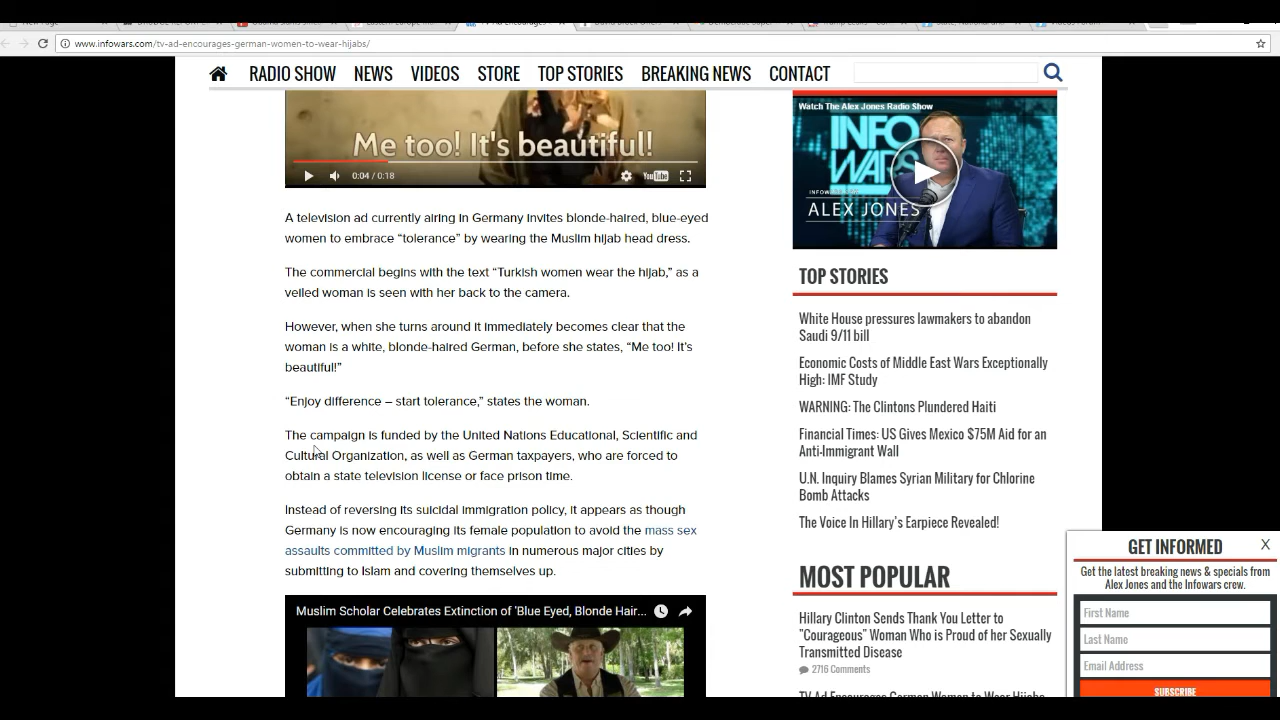 www.infowars.com/tv-ad-encourages-german-women-to-wear-hijabs/
RADIO SHOW NEWS VIDEOS STORE TOP STORIES BREAKING NEWS CONTACT
Me too! It's beautiful!
0:04 / 0:18
YouTube
A television ad currently airing in Germany invites blonde-haired, blue-eyed
women to embrace “tolerance” by wearing the Muslim hijab head dress.
The commercial begins with the text “Turkish women wear the hijab,” as a
veiled woman is seen with her back to the camera.
However, when she turns around it immediately becomes clear that the
woman is a white, blonde-haired German, before she states, “Me too! It’s
beautiful!”
“Enjoy difference – start tolerance,” states the woman.
The campaign is funded by the United Nations Educational, Scientific and
Cultural Organization, as well as German taxpayers, who are forced to
obtain a state television license or face prison time.
Instead of reversing its suicidal immigration policy, it appears as though
Germany is now encouraging its female population to avoid the mass sex
assaults committed by Muslim migrants in numerous major cities by
submitting to Islam and covering themselves up.
Muslim Scholar Celebrates Extinction of 'Blue Eyed, Blonde Hair...
Watch The Alex Jones Radio Show
INFO
WARS
INFOWARS
ALEX JONES
TOP STORIES
White House pressures lawmakers to abandon
Saudi 9/11 bill
Economic Costs of Middle East Wars Exceptionally
High: IMF Study
WARNING: The Clintons Plundered Haiti
Financial Times: US Gives Mexico $75M Aid for an
Anti-Immigrant Wall
U.N. Inquiry Blames Syrian Military for Chlorine
Bomb Attacks
The Voice In Hillary’s Earpiece Revealed!
MOST POPULAR
Hillary Clinton Sends Thank You Letter to
"Courageous" Woman Who is Proud of her Sexually
Transmitted Disease
2716 Comments
TV Ad Encourages German Women to Wear Hijabs
GET INFORMED
X
Get the latest breaking news & specials from
Alex Jones and the Infowars crew.
First Name
Last Name
Email Address
SUBSCRIBE